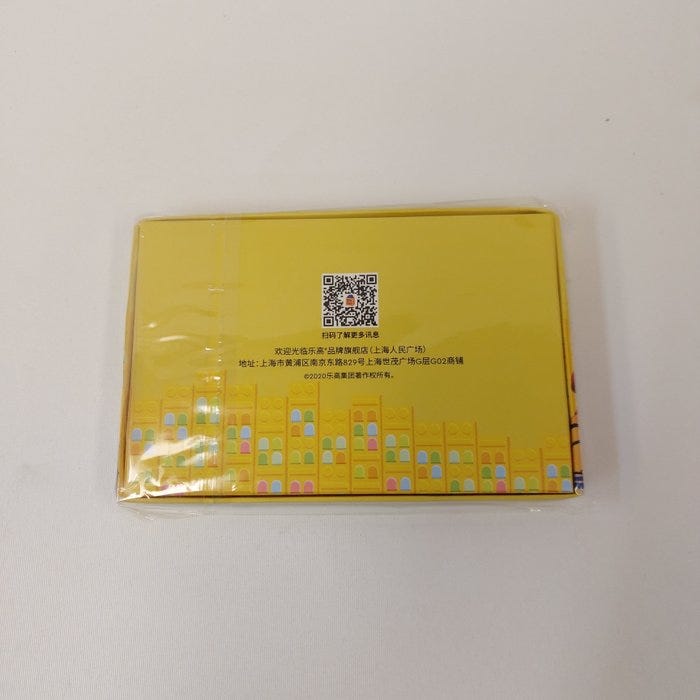 扫码了解更多讯息
欢迎光临乐高®品牌旗舰店（上海人民广场）
地址：上海市黄浦区南京东路829号上海世茂广场G层G02商铺
©2020乐高集团著作权所有。